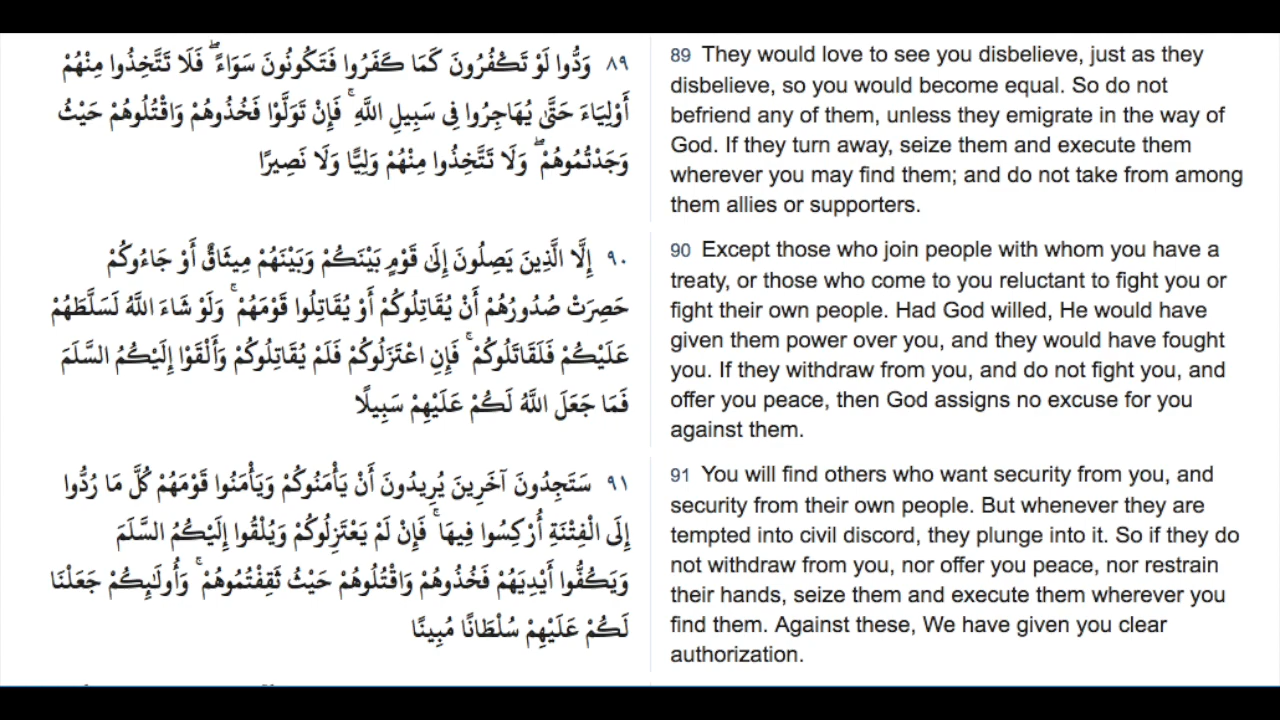 ٨٩ وَدُّوا لَوْ تَكْفُرُونَ كَمَا كَفَرُوا فَتَكُونُونَ سَوَاءً ۖ فَلَا تَتَّخِذُوا مِنْهُمْ
أَوْلِيَاءَ حَتَّىٰ يُهَاجِرُوا فِي سَبِيلِ اللَّهِ ۚ فَإِنْ تَوَلَّوْا فَخُذُوهُمْ وَاقْتُلُوهُمْ حَيْثُ
وَجَدْتُمُوهُمْ ۖ وَلَا تَتَّخِذُوا مِنْهُمْ وَلِيًّا وَلَا نَصِيرًا
89 They would love to see you disbelieve, just as they
disbelieve, so you would become equal. So do not
befriend any of them, unless they emigrate in the way of
God. If they turn away, seize them and execute them
wherever you may find them; and do not take from among
them allies or supporters.
٩٠ إِلَّا الَّذِينَ يَصِلُونَ إِلَىٰ قَوْمٍ بَيْنَكُمْ وَبَيْنَهُمْ مِيثَاقٌ أَوْ جَاءُوكُمْ
حَصِرَتْ صُدُورُهُمْ أَنْ يُقَاتِلُوكُمْ أَوْ يُقَاتِلُوا قَوْمَهُمْ ۚ وَلَوْ شَاءَ اللَّهُ لَسَلَّطَهُمْ
عَلَيْكُمْ فَلَقَاتَلُوكُمْ ۚ فَإِنِ اعْتَزَلُوكُمْ فَلَمْ يُقَاتِلُوكُمْ وَأَلْقَوْا إِلَيْكُمُ السَّلَمَ
فَمَا جَعَلَ اللَّهُ لَكُمْ عَلَيْهِمْ سَبِيلًا
90 Except those who join people with whom you have a
treaty, or those who come to you reluctant to fight you or
fight their own people. Had God willed, He would have
given them power over you, and they would have fought
you. If they withdraw from you, and do not fight you, and
offer you peace, then God assigns no excuse for you
against them.
٩١ سَتَجِدُونَ آخَرِينَ يُرِيدُونَ أَنْ يَأْمَنُوكُمْ وَيَأْمَنُوا قَوْمَهُمْ كُلَّ مَا رُدُّوا
إِلَى الْفِتْنَةِ أُرْكِسُوا فِيهَا ۚ فَإِنْ لَمْ يَعْتَزِلُوكُمْ وَيُلْقُوا إِلَيْكُمُ السَّلَمَ
وَيَكُفُّوا أَيْدِيَهُمْ فَخُذُوهُمْ وَاقْتُلُوهُمْ حَيْثُ ثَقِفْتُمُوهُمْ ۚ وَأُولَٰئِكُمْ جَعَلْنَا
لَكُمْ عَلَيْهِمْ سُلْطَانًا مُبِينًا
91 You will find others who want security from you, and
security from their own people. But whenever they are
tempted into civil discord, they plunge into it. So if they do
not withdraw from you, nor offer you peace, nor restrain
their hands, seize them and execute them wherever you
find them. Against these, We have given you clear
authorization.